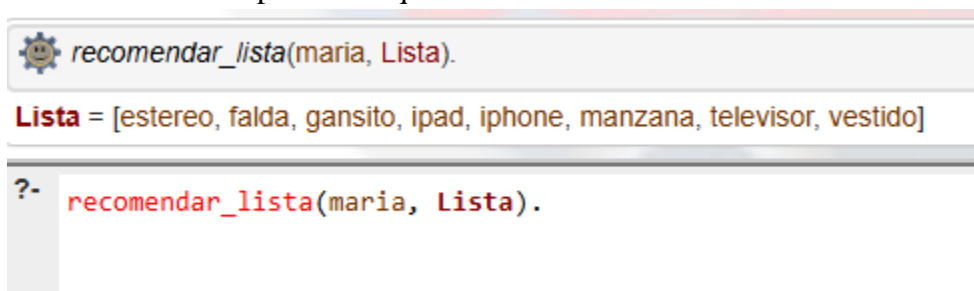 recomendar_lista(maria, Lista).
Lista = [estereo, falda, gansito, ipad, iphone, manzana, televisor, vestido]
?- recomendar_lista(maria, Lista).